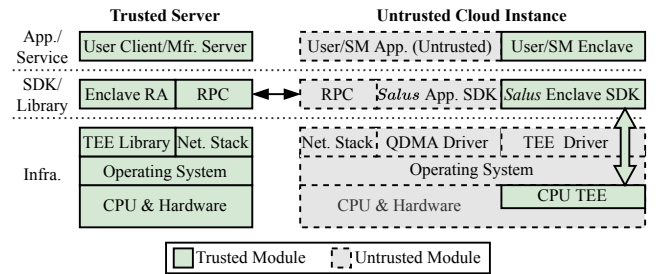 Trusted Server Untrusted Cloud Instance
App./ Service User Client/Mfr. Server User/SM App. (Untrusted) User/SM Enclave
SDK/ Library Enclave RA RPC RPC Salus App. SDK Salus Enclave SDK
TEE Library Net. Stack Net. Stack QDMA Driver TEE Driver
Infra. Operating System Operating System
CPU & Hardware CPU & Hardware CPU TEE
Trusted Module Untrusted Module